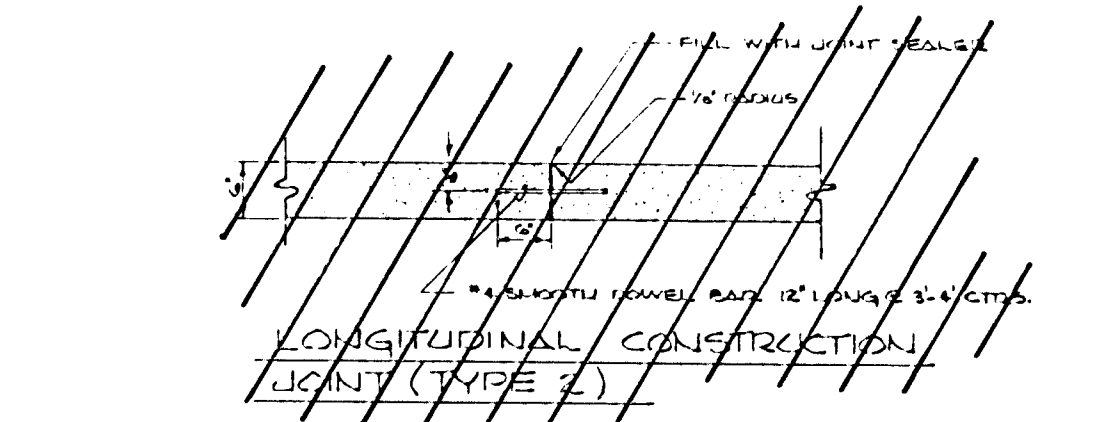 FILL WITH JOINT SEALER
1/8" RADIUS
6"
6"
#4 SMOOTH DOWEL BAR 12" LONG @ 3'-4" CTRS.
LONGITUDINAL CONSTRUCTION
JOINT (TYPE 2)